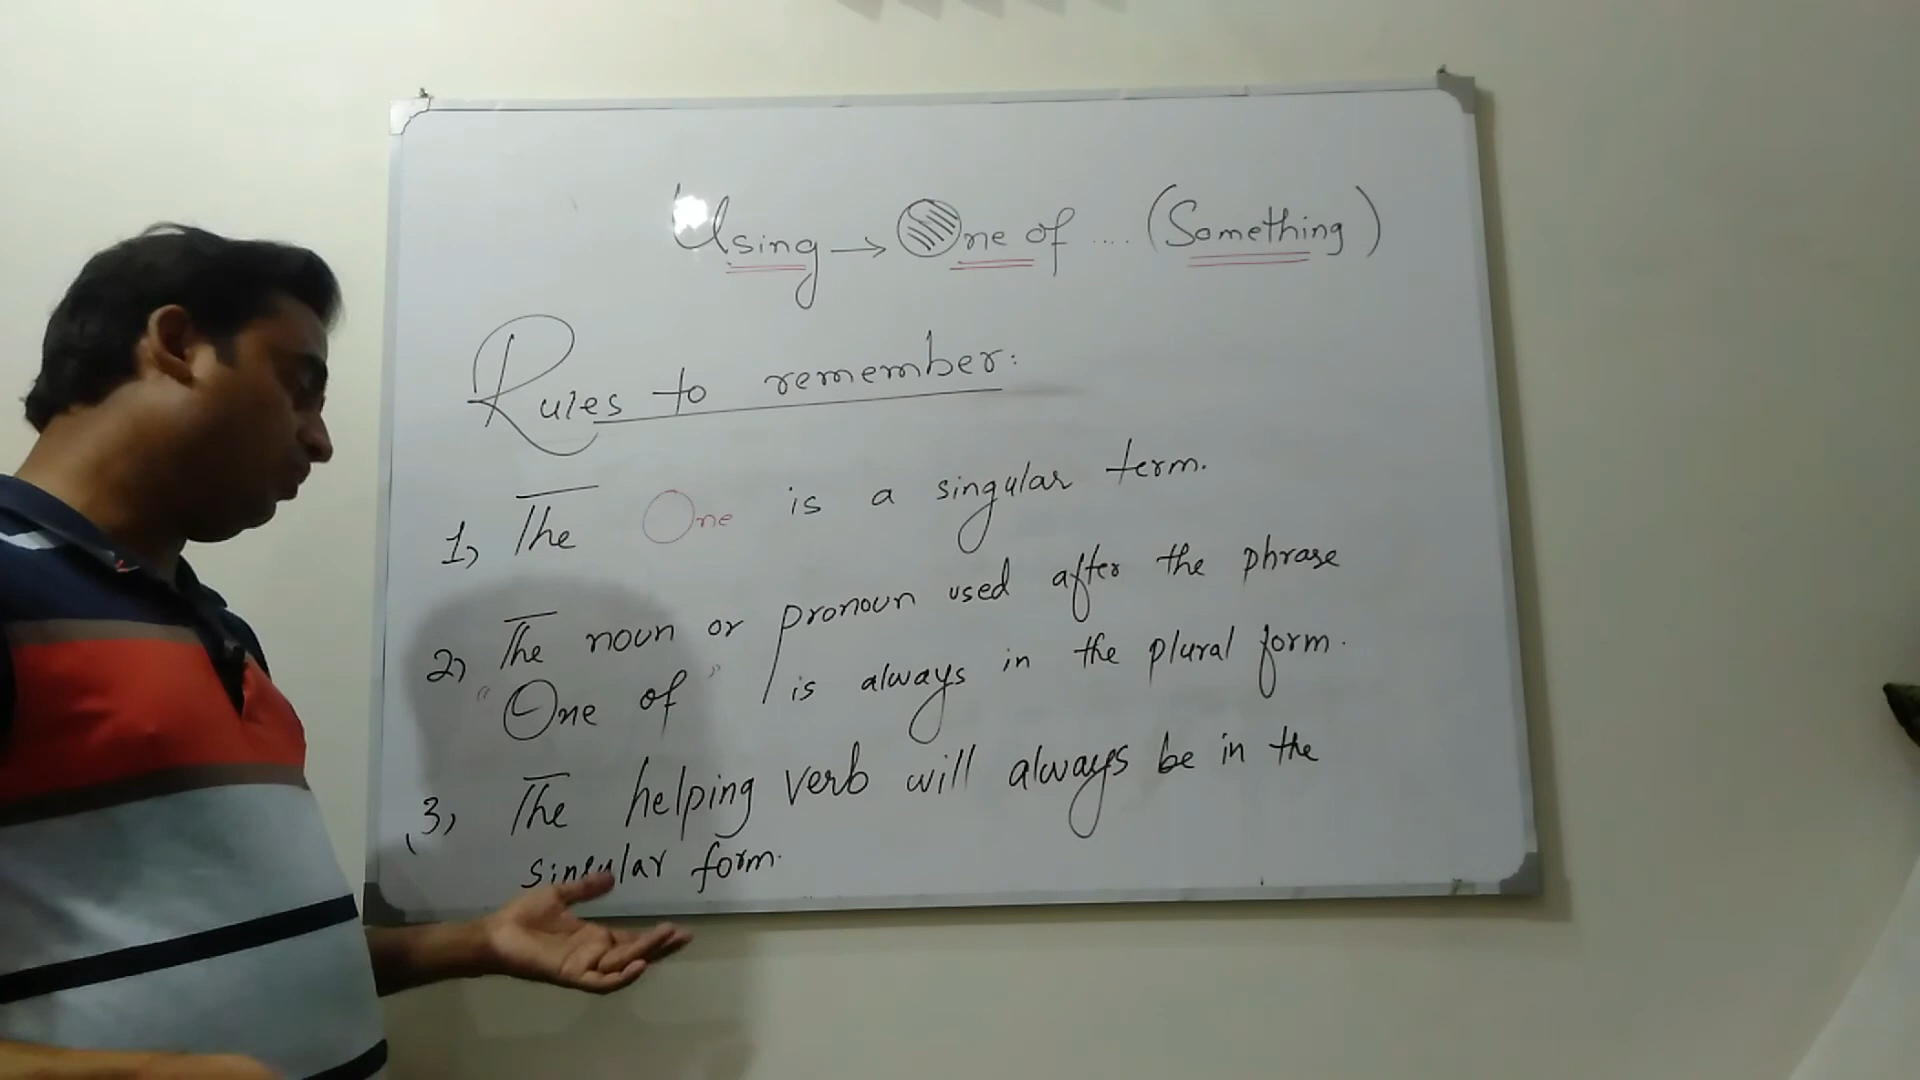 Using → One of .... (Something)
Rules to remember:
1, The One is a singular term.
2, The noun or pronoun used after the phrase
"One of" is always in the plural form.
3, The helping verb will always be in the
singular form.